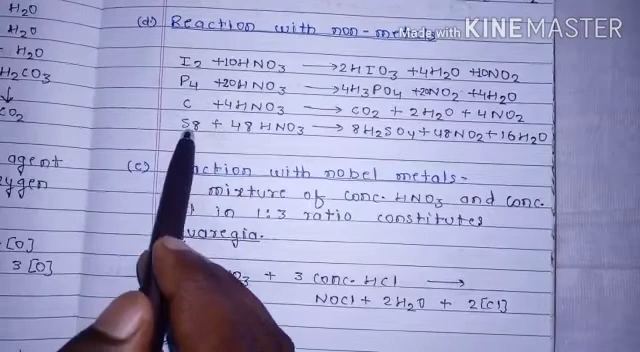 H2O
H2O
= H2O
H2CO3
↓
CO2
agent
oxygen
[O]
3 [O]
Made with KINEMASTER
(d) Reaction with non-metals
I2 +10HNO3 → 2HIO3 +4H2O +10NO2
P4 +20HNO3 → 4H3PO4 +20NO2 +4H2O
C +4HNO3 → CO2 + 2H2O + 4NO2
S8 + 48HNO3 → 8H2SO4 + 48NO2 + 16H2O
(c) action with nobel metals-
mixture of conc. HNO3 and conc.
in 1:3 ratio constitutes
uaregia.
O3 + 3 conc. HCl →
NOCl + 2H2O + 2[Cl]